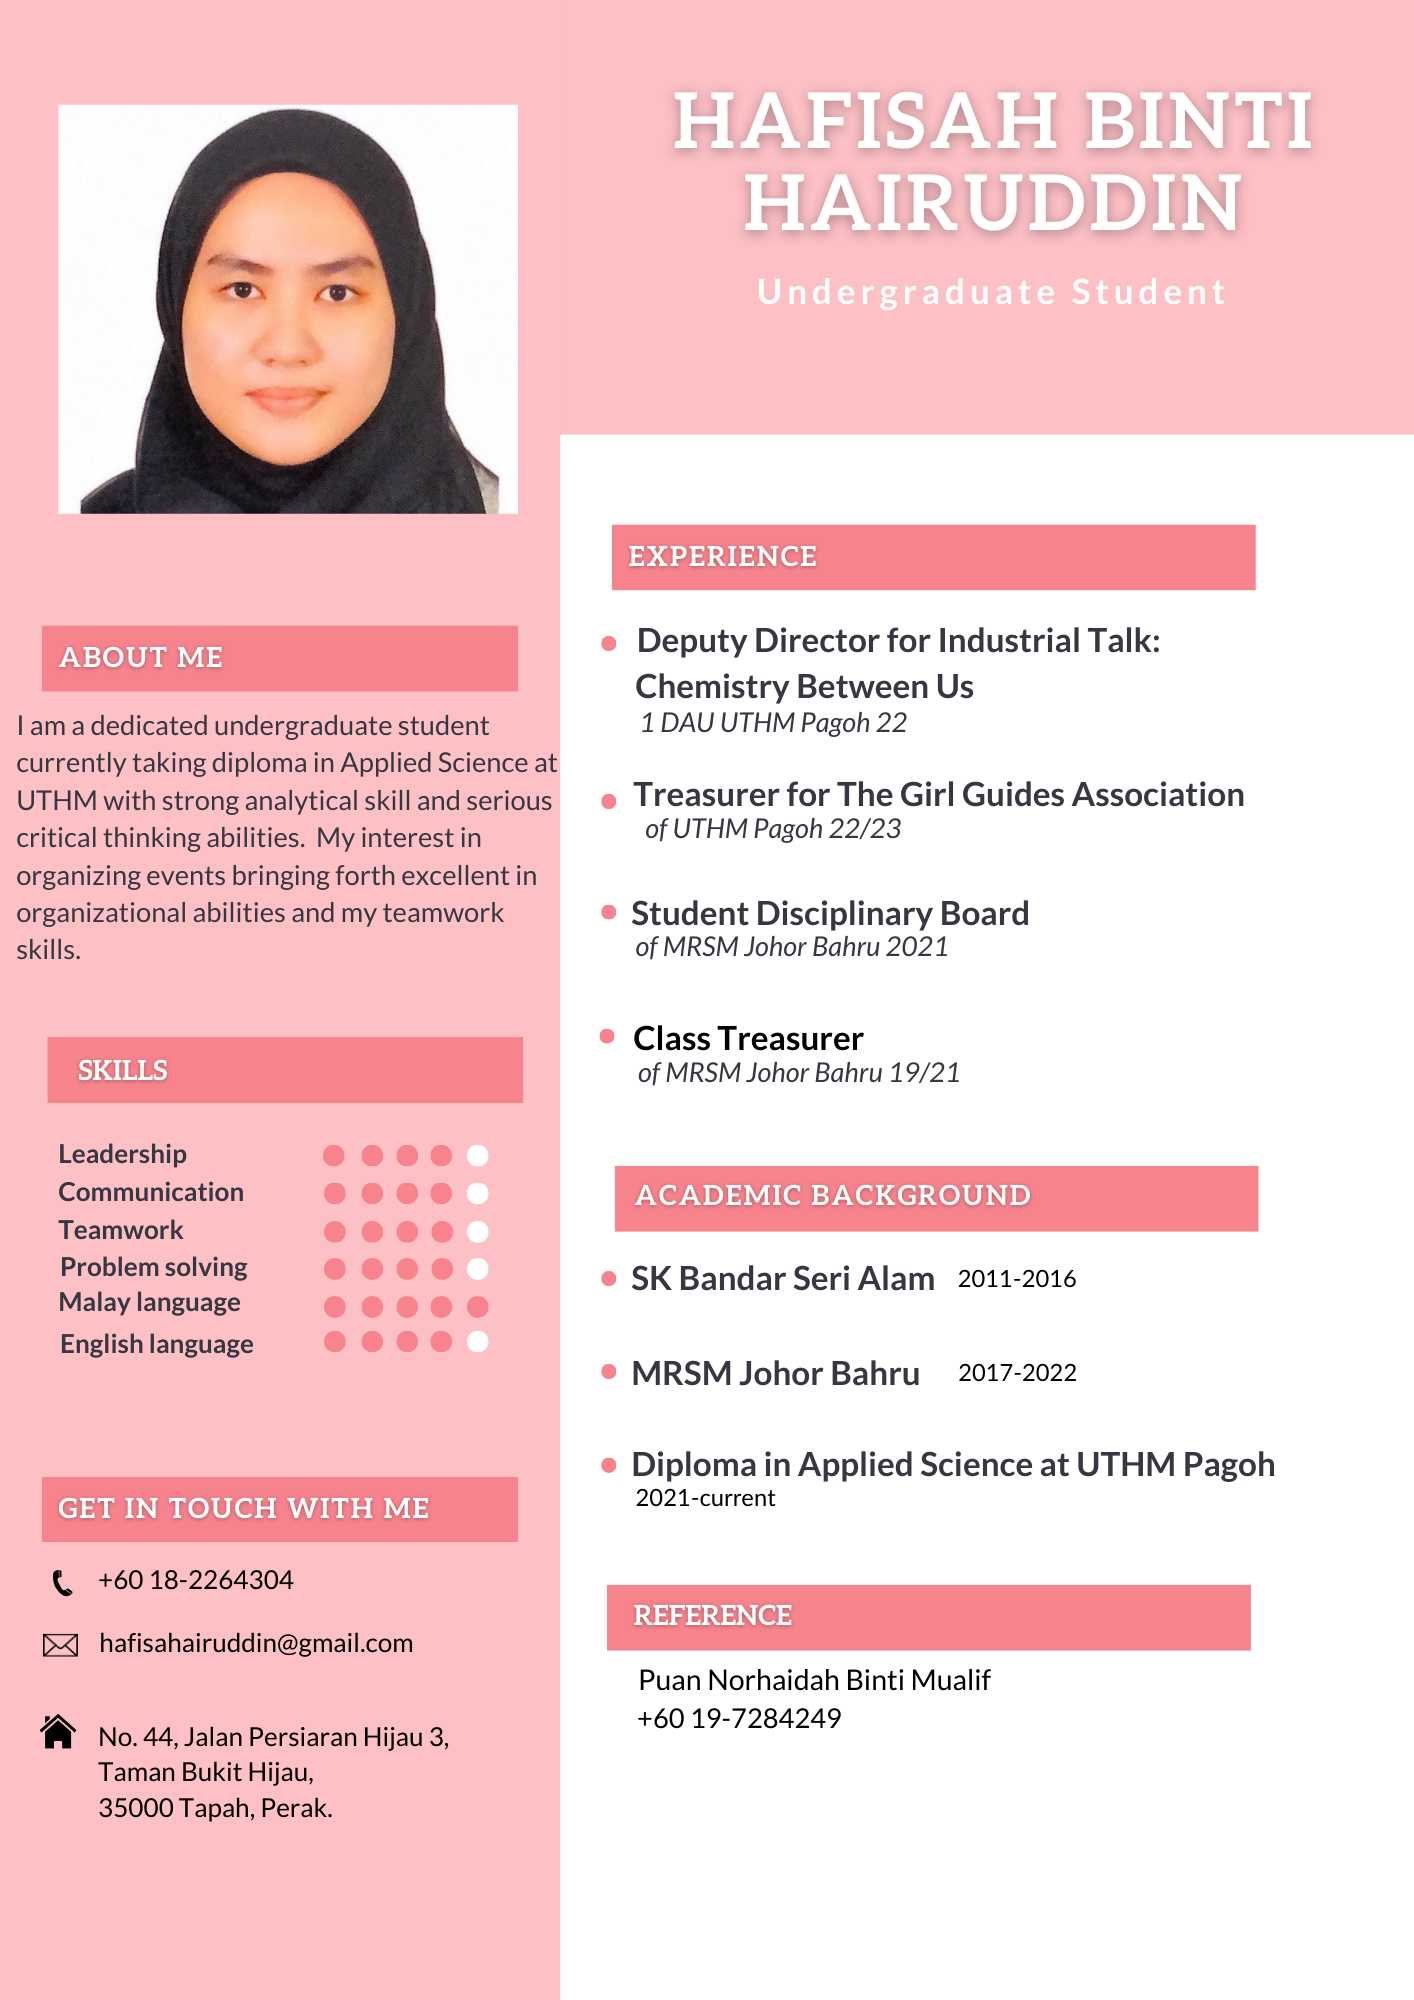 HAFISAH BINTI
HAIRUDDIN
Undergraduate Student
ABOUT ME
I am a dedicated undergraduate student
currently taking diploma in Applied Science at
UTHM with strong analytical skill and serious
critical thinking abilities.  My interest in
organizing events bringing forth excellent in
organizational abilities and my teamwork
skills.
SKILLS
Leadership
Communication
Teamwork
Problem solving
Malay language
English language
GET IN TOUCH WITH ME
+60 18-2264304
hafisahairuddin@gmail.com
No. 44, Jalan Persiaran Hijau 3,
Taman Bukit Hijau,
35000 Tapah, Perak.
EXPERIENCE
Deputy Director for Industrial Talk:
Chemistry Between Us
1 DAU UTHM Pagoh 22
Treasurer for The Girl Guides Association
of UTHM Pagoh 22/23
Student Disciplinary Board
of MRSM Johor Bahru 2021
Class Treasurer
of MRSM Johor Bahru 19/21
ACADEMIC BACKGROUND
SK Bandar Seri Alam 2011-2016
MRSM Johor Bahru 2017-2022
Diploma in Applied Science at UTHM Pagoh
2021-current
REFERENCE
Puan Norhaidah Binti Mualif
+60 19-7284249